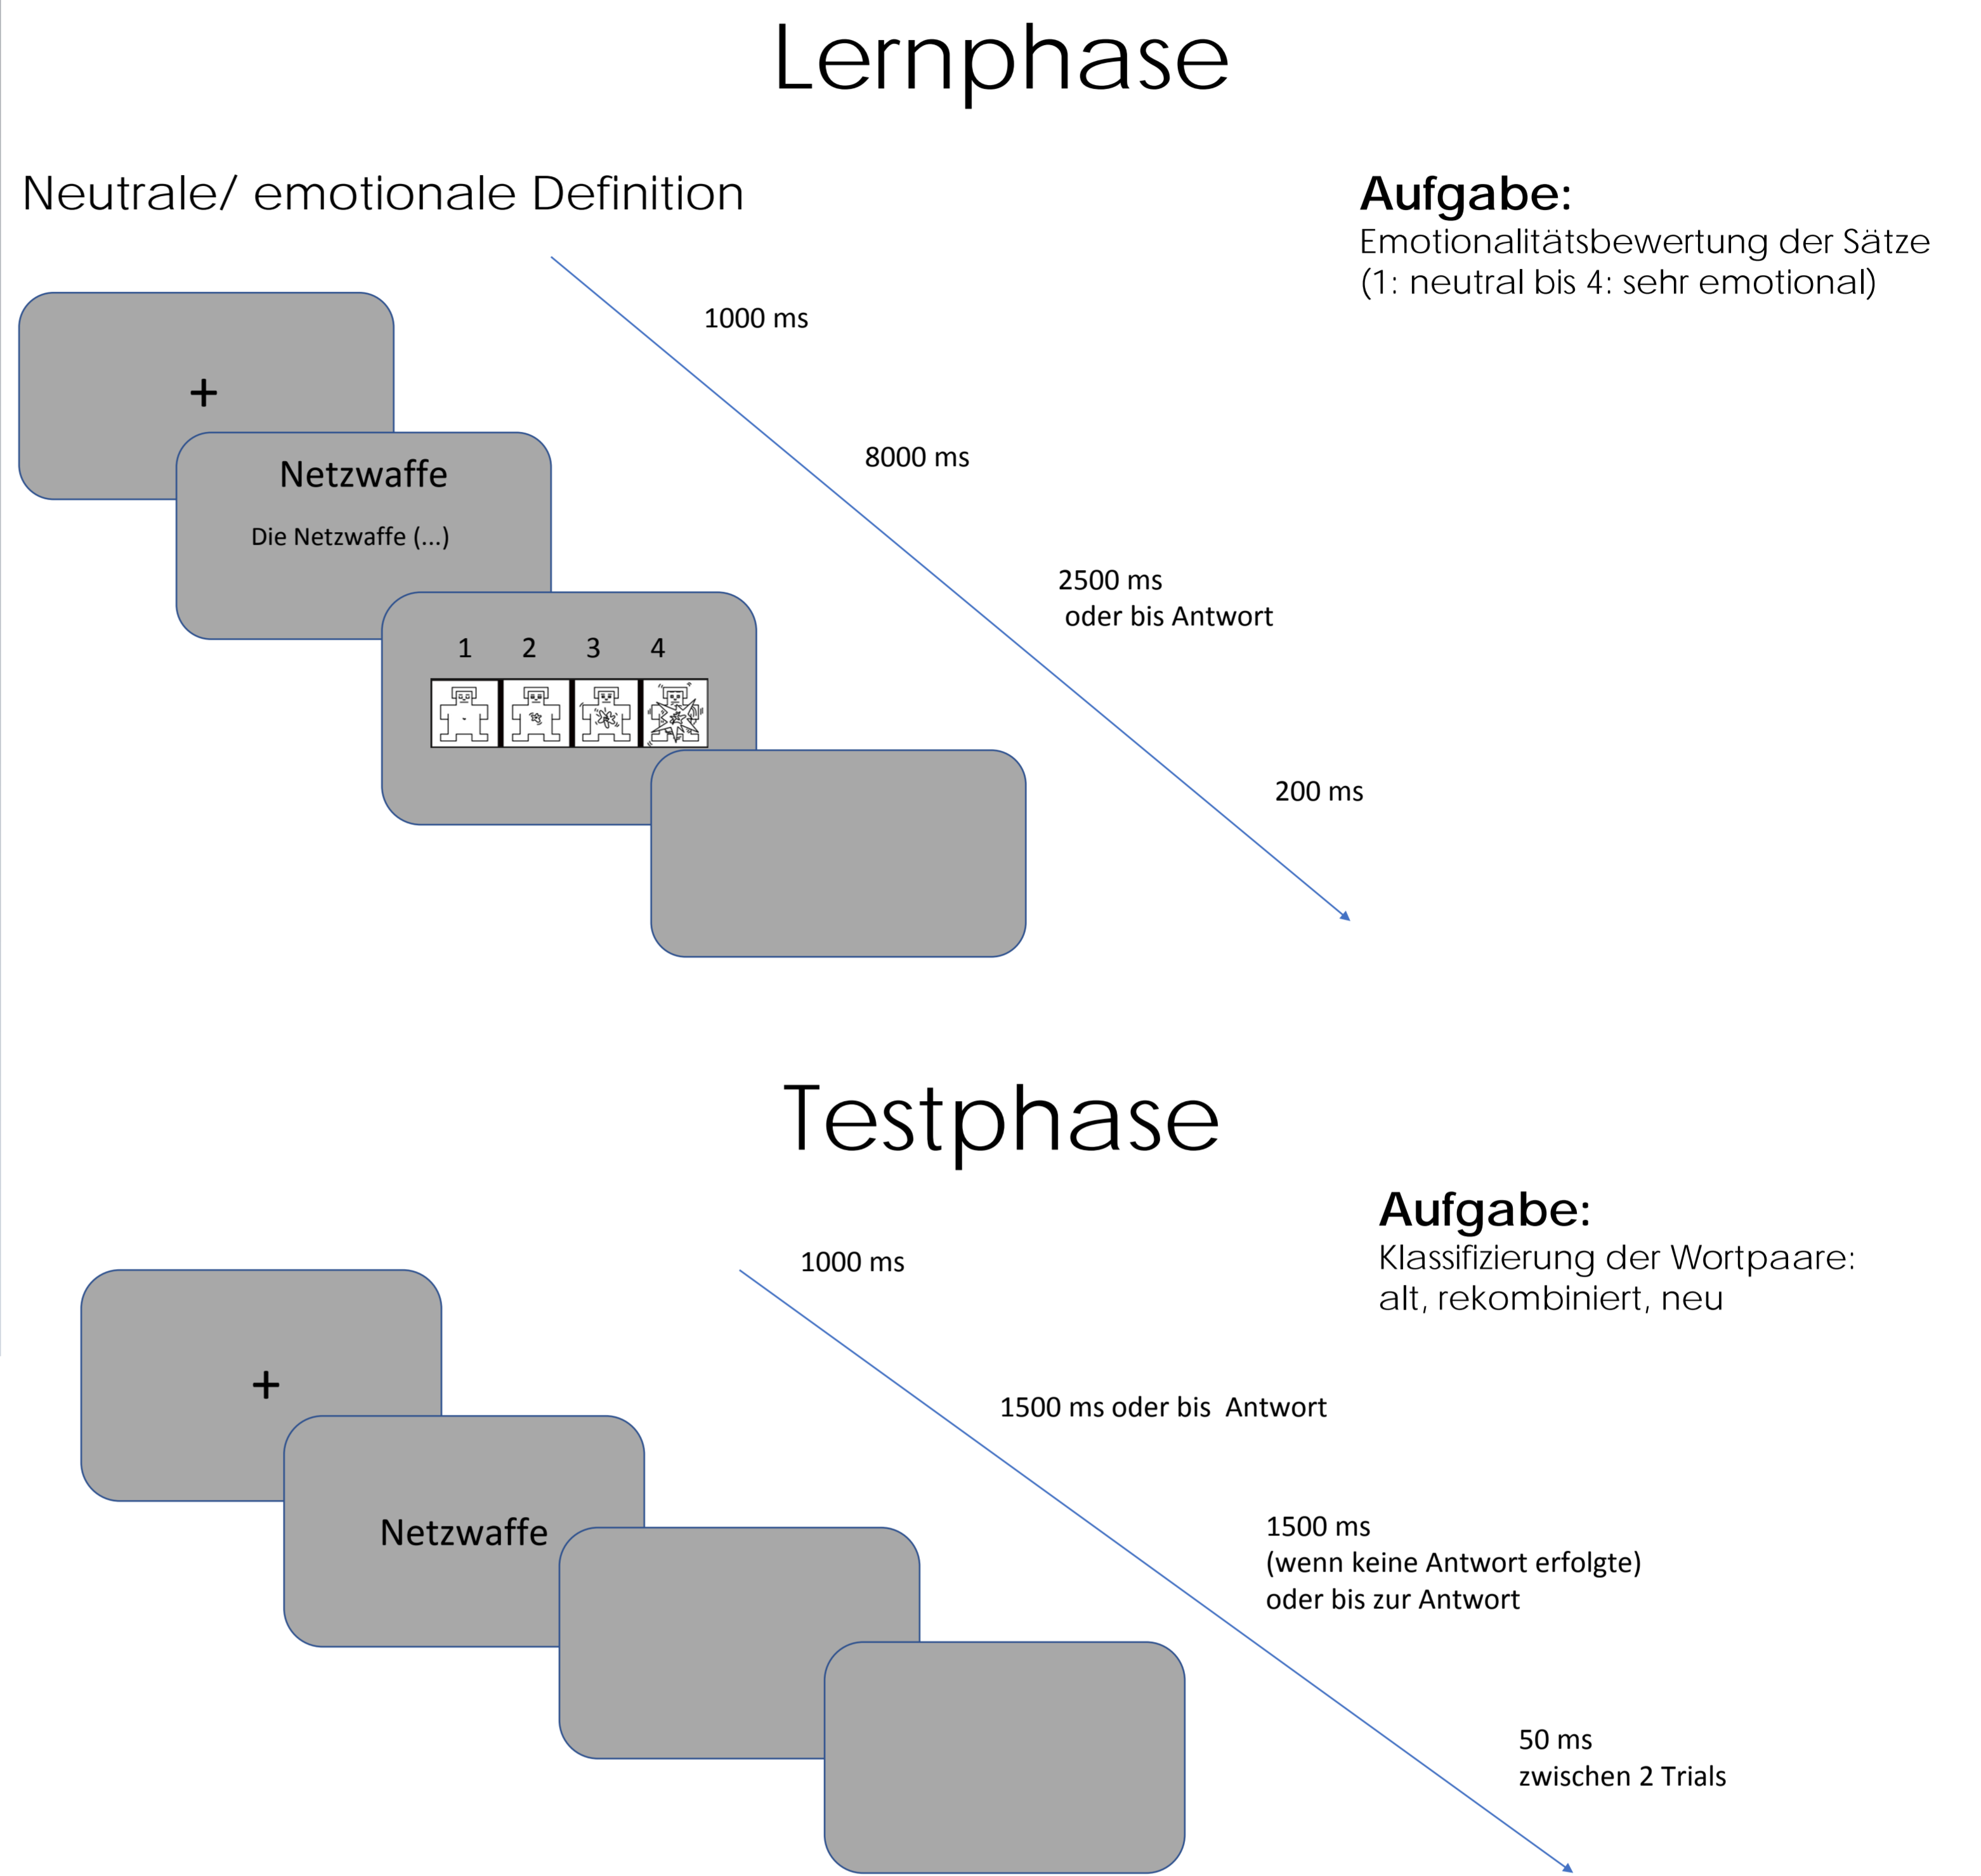 Lernphase
Neutrale/ emotionale Definition
Aufgabe:
Emotionalitätsbewertung der Sätze
(1: neutral bis 4: sehr emotional)
1000 ms
+
8000 ms
Netzwaffe
Die Netzwaffe (...)
2500 ms
oder bis Antwort
1 2 3 4
200 ms
Testphase
Aufgabe:
Klassifizierung der Wortpaare:
alt, rekombiniert, neu
1000 ms
+
1500 ms oder bis Antwort
Netzwaffe
1500 ms
(wenn keine Antwort erfolgte)
oder bis zur Antwort
50 ms
zwischen 2 Trials